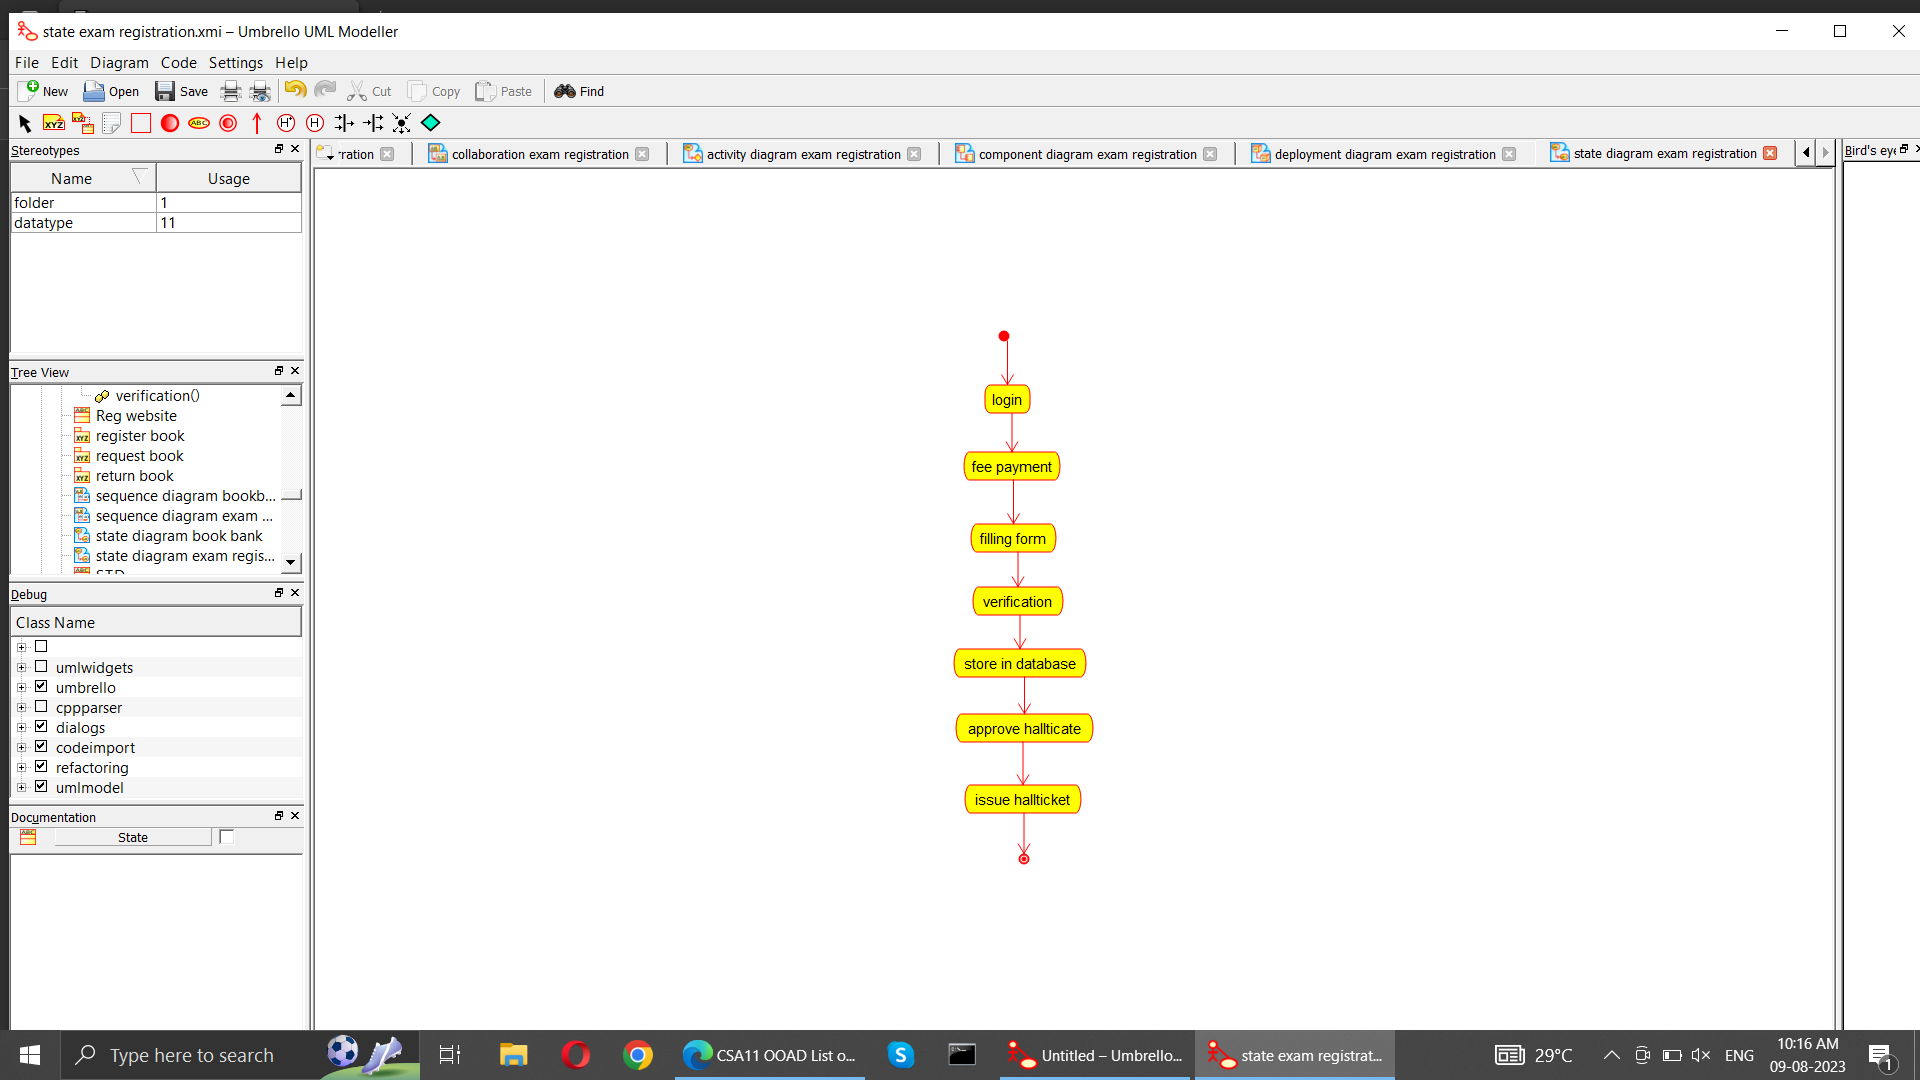 state exam registration.xmi – Umbrello UML Modeller
File Edit Diagram Code Settings Help
New Open Save Cut Copy Paste Find
XYZ ABC H* H
Stereotypes
Name Usage
folder 1
datatype 11
Tree View
verification()
Reg website
register book
request book
return book
sequence diagram bookb...
sequence diagram exam ...
state diagram book bank
state diagram exam regis...
STD
Debug
Class Name
umlwidgets
umbrello
cppparser
dialogs
codeimport
refactoring
umlmodel
Documentation
State
rration
collaboration exam registration
activity diagram exam registration
component diagram exam registration
deployment diagram exam registration
state diagram exam registration
Bird's eye
login
fee payment
filling form
verification
store in database
approve hallticate
issue hallticket
Type here to search
CSA11 OOAD List o...
Untitled – Umbrello...
state exam registrat...
29°C
ENG
10:16 AM
09-08-2023
1